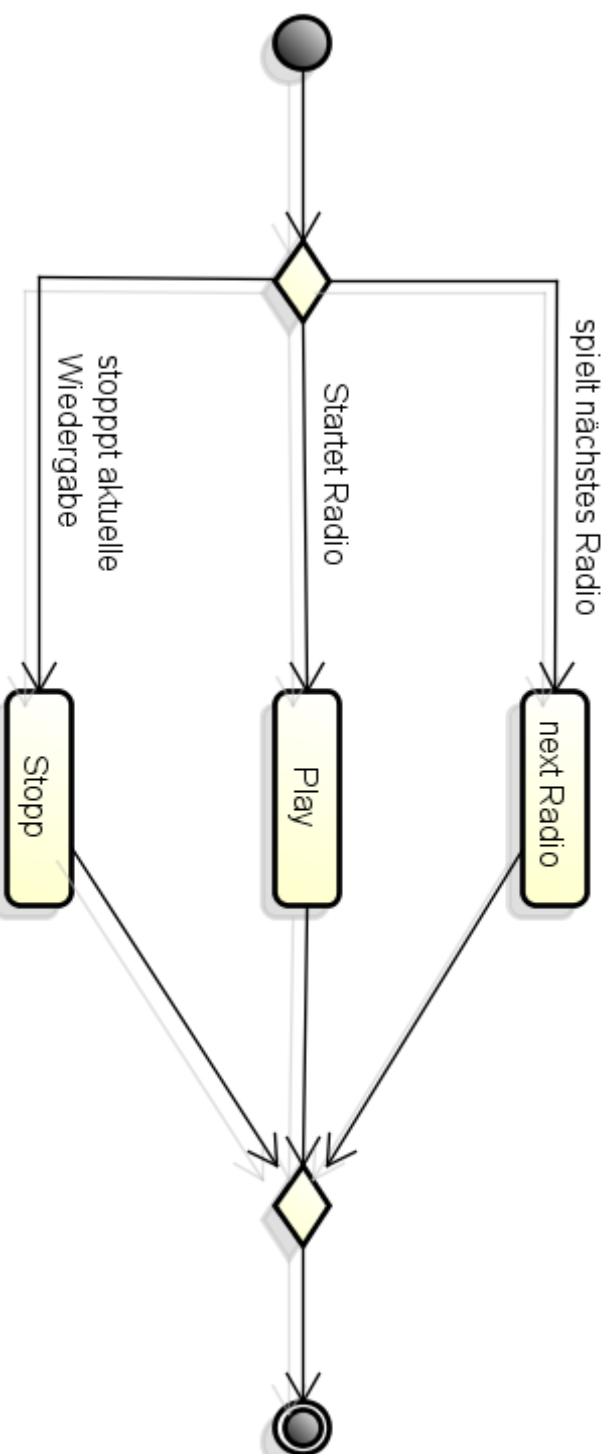 spielt nächstes Radio
next Radio
Startet Radio
Play
stopppt aktuelle
Wiedergabe
Stopp